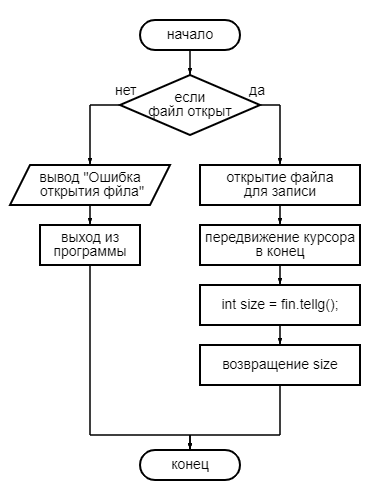 начало
нет
да
если
файл открыт
вывод "Ошибка
открытия фйла"
открытие файла
для записи
выход из
программы
передвижение курсора
в конец
int size = fin.tellg();
возвращение size
конец